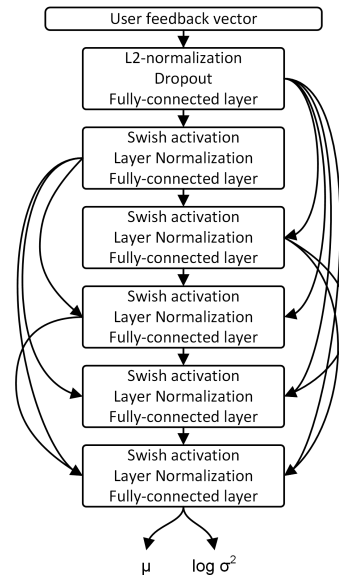 User feedback vector
L2-normalization
Dropout
Fully-connected layer
Swish activation
Layer Normalization
Fully-connected layer
Swish activation
Layer Normalization
Fully-connected layer
Swish activation
Layer Normalization
Fully-connected layer
Swish activation
Layer Normalization
Fully-connected layer
Swish activation
Layer Normalization
Fully-connected layer
μ log σ²